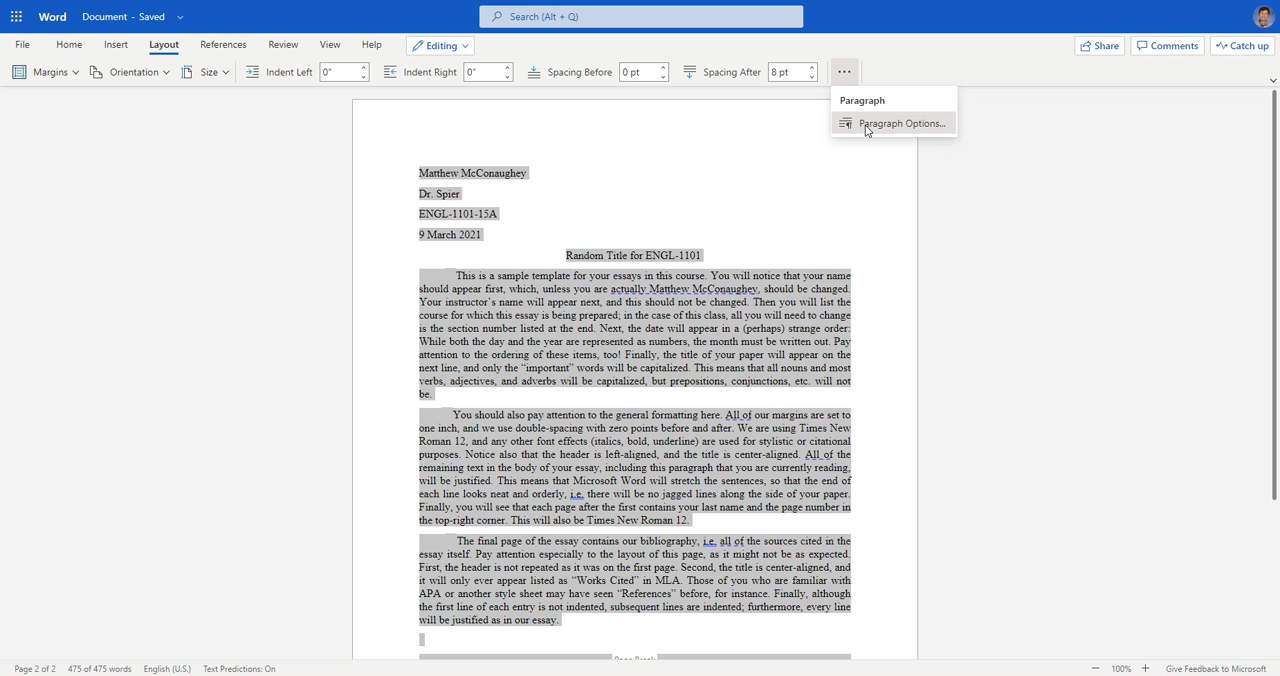 Word Document - Saved Search (Alt + Q)
File Home Insert Layout References Review View Help Editing Share Comments Catch up
Margins Orientation Size Indent Left 0" Indent Right 0" Spacing Before 0 pt Spacing After 8 pt ...
Paragraph
Paragraph Options...
Matthew McConaughey
Dr. Spier
ENGL-1101-15A
9 March 2021
Random Title for ENGL-1101
This is a sample template for your essays in this course. You will notice that your name
should appear first, which, unless you are actually Matthew McConaughey, should be changed.
Your instructor's name will appear next, and this should not be changed. Then you will list the
course for which this essay is being prepared; in the case of this class, all you will need to change
is the section number listed at the end. Next, the date will appear in a (perhaps) strange order:
While both the day and the year are represented as numbers, the month must be written out. Pay
attention to the ordering of these items, too! Finally, the title of your paper will appear on the
next line, and only the “important” words will be capitalized. This means that all nouns and most
verbs, adjectives, and adverbs will be capitalized, but prepositions, conjunctions, etc. will not
be.
You should also pay attention to the general formatting here. All of our margins are set to
one inch, and we use double-spacing with zero points before and after. We are using Times New
Roman 12, and any other font effects (italics, bold, underline) are used for stylistic or citational
purposes. Notice also that the header is left-aligned, and the title is center-aligned. All of the
remaining text in the body of your essay, including this paragraph that you are currently reading,
will be justified. This means that Microsoft Word will stretch the sentences, so that the end of
each line looks neat and orderly, i.e. there will be no jagged lines along the side of your paper.
Finally, you will see that each page after the first contains your last name and the page number in
the top-right corner. This will also be Times New Roman 12.
The final page of the essay contains our bibliography, i.e. all of the sources cited in the
essay itself. Pay attention especially to the layout of this page, as it might not be as expected.
First, the header is not repeated as it was on the first page. Second, the title is center-aligned, and
it will only ever appear listed as “Works Cited” in MLA. Those of you who are familiar with
APA or another style sheet may have seen “References” before, for instance. Finally, although
the first line of each entry is not indented, subsequent lines are indented; furthermore, every line
will be justified as in our essay.
Page Break
Page 2 of 2 475 of 475 words English (U.S.) Text Predictions: On 100% Give Feedback to Microsoft